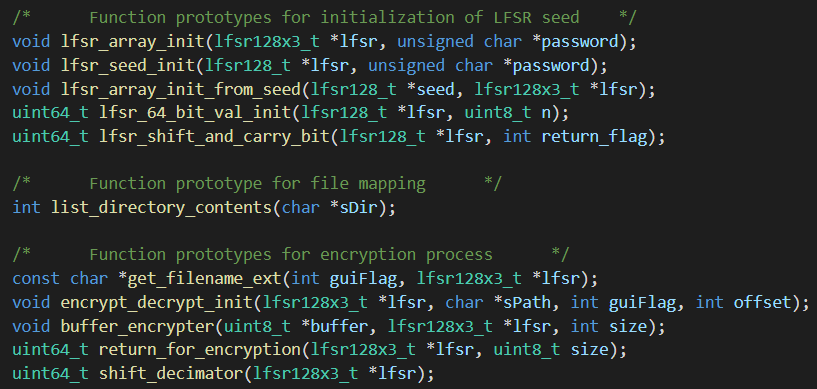 /*      Function prototypes for initialization of LFSR seed    */
void lfsr_array_init(lfsr128x3_t *lfsr, unsigned char *password);
void lfsr_seed_init(lfsr128_t *lfsr, unsigned char *password);
void lfsr_array_init_from_seed(lfsr128_t *seed, lfsr128x3_t *lfsr);
uint64_t lfsr_64_bit_val_init(lfsr128_t *lfsr, uint8_t n);
uint64_t lfsr_shift_and_carry_bit(lfsr128_t *lfsr, int return_flag);

/*      Function prototype for file mapping      */
int list_directory_contents(char *sDir);

/*      Function prototypes for encryption process      */
const char *get_filename_ext(int guiFlag, lfsr128x3_t *lfsr);
void encrypt_decrypt_init(lfsr128x3_t *lfsr, char *sPath, int guiFlag, int offset);
void buffer_encrypter(uint8_t *buffer, lfsr128x3_t *lfsr, int size);
uint64_t return_for_encryption(lfsr128x3_t *lfsr, uint8_t size);
uint64_t shift_decimator(lfsr128x3_t *lfsr);